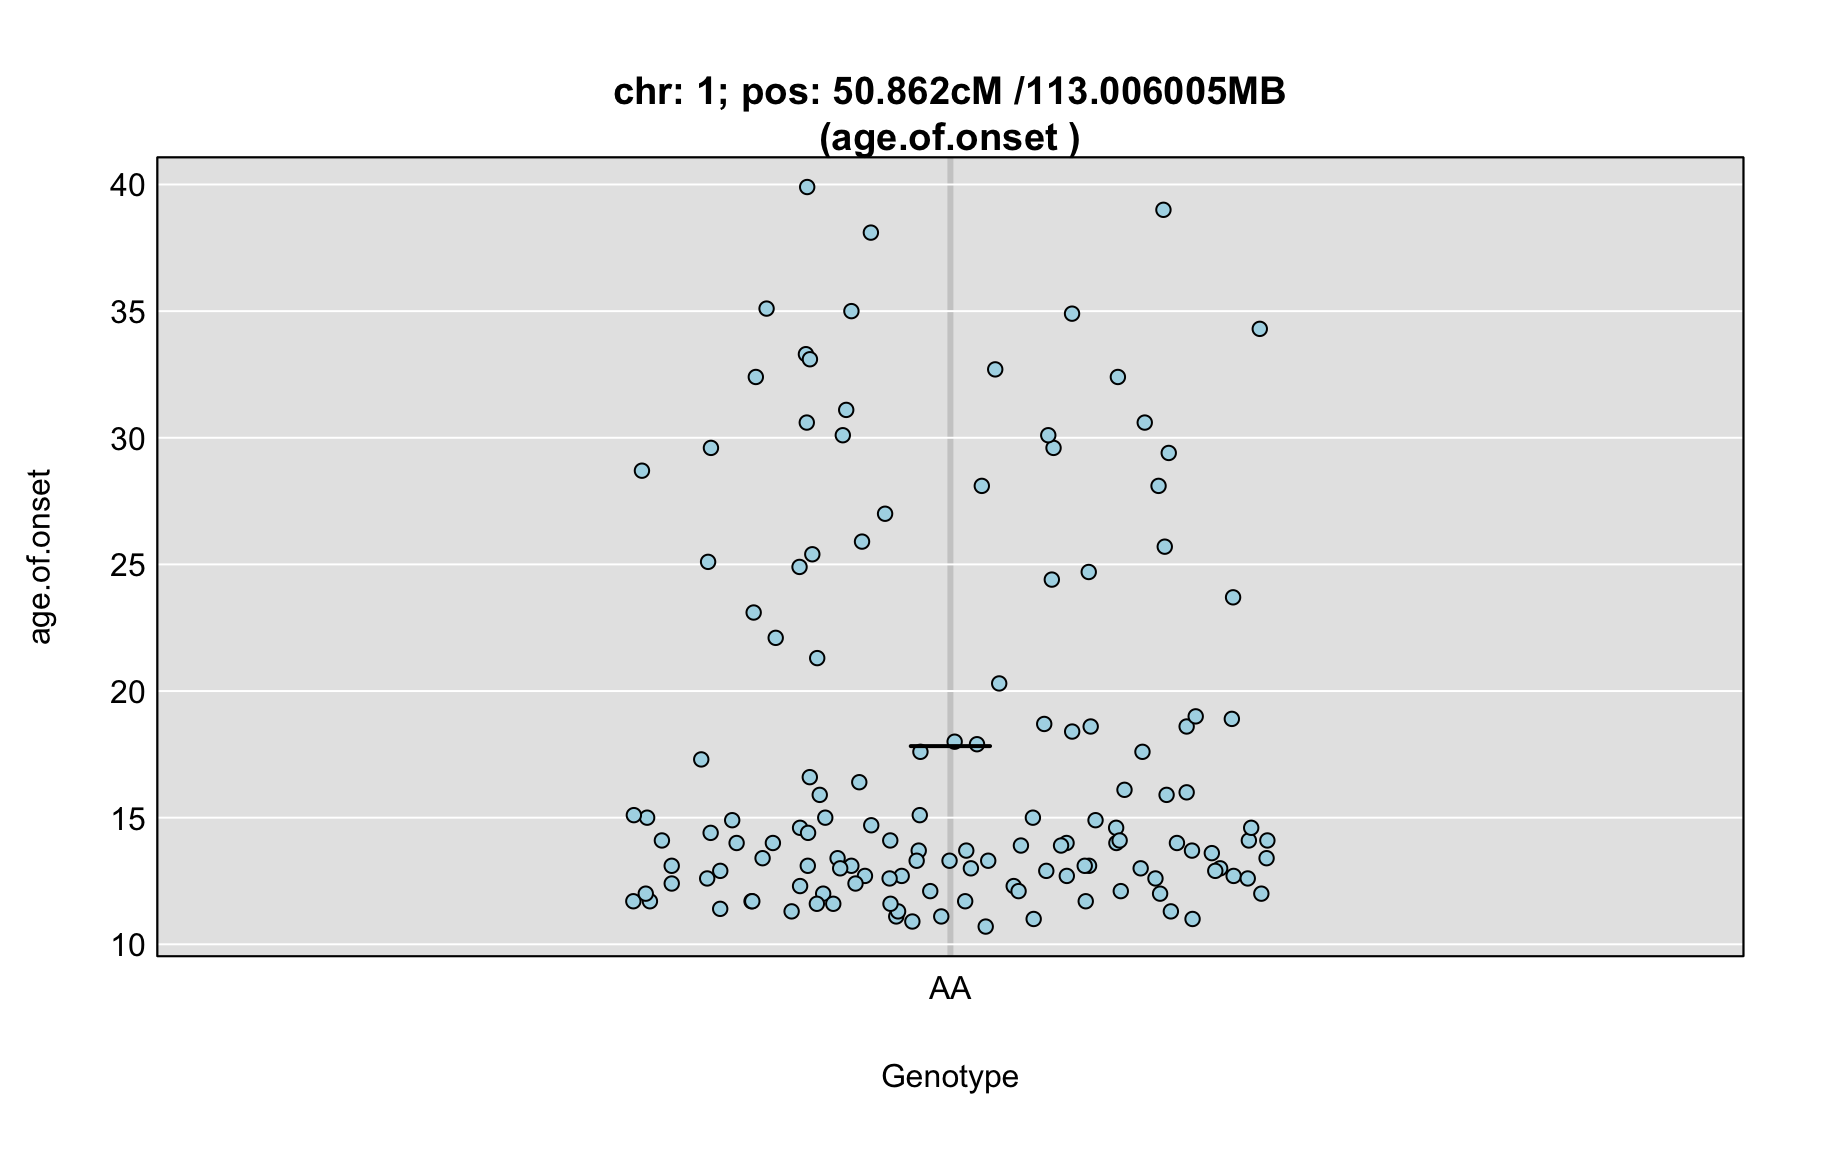 chr: 1; pos: 50.862cM /113.006005MB
(age.of.onset )
40
35
30
25
20
15
10
age.of.onset
AA
Genotype